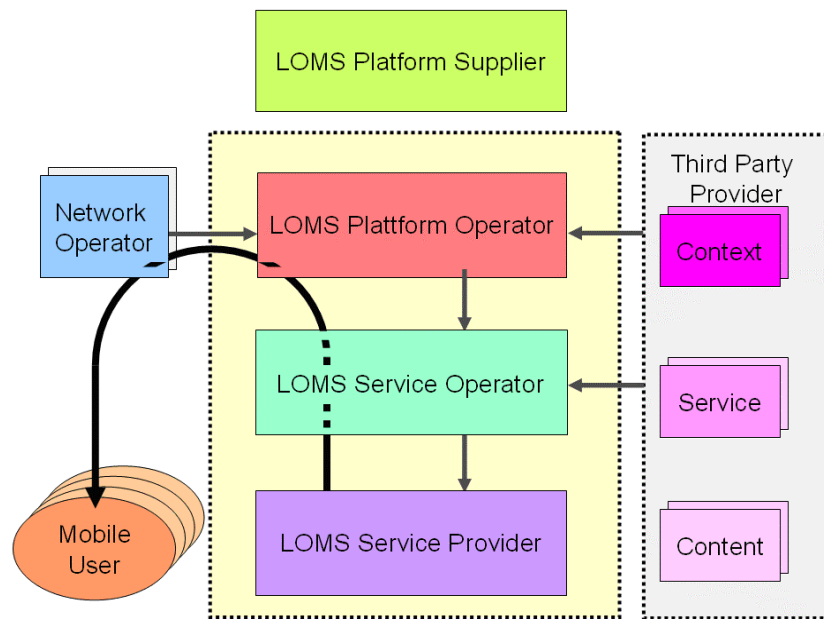 LOMS Platform Supplier
Third Party
Provider
Network
Operator
LOMS Plattform Operator
Context
LOMS Service Operator
Service
Mobile
User
LOMS Service Provider
Content